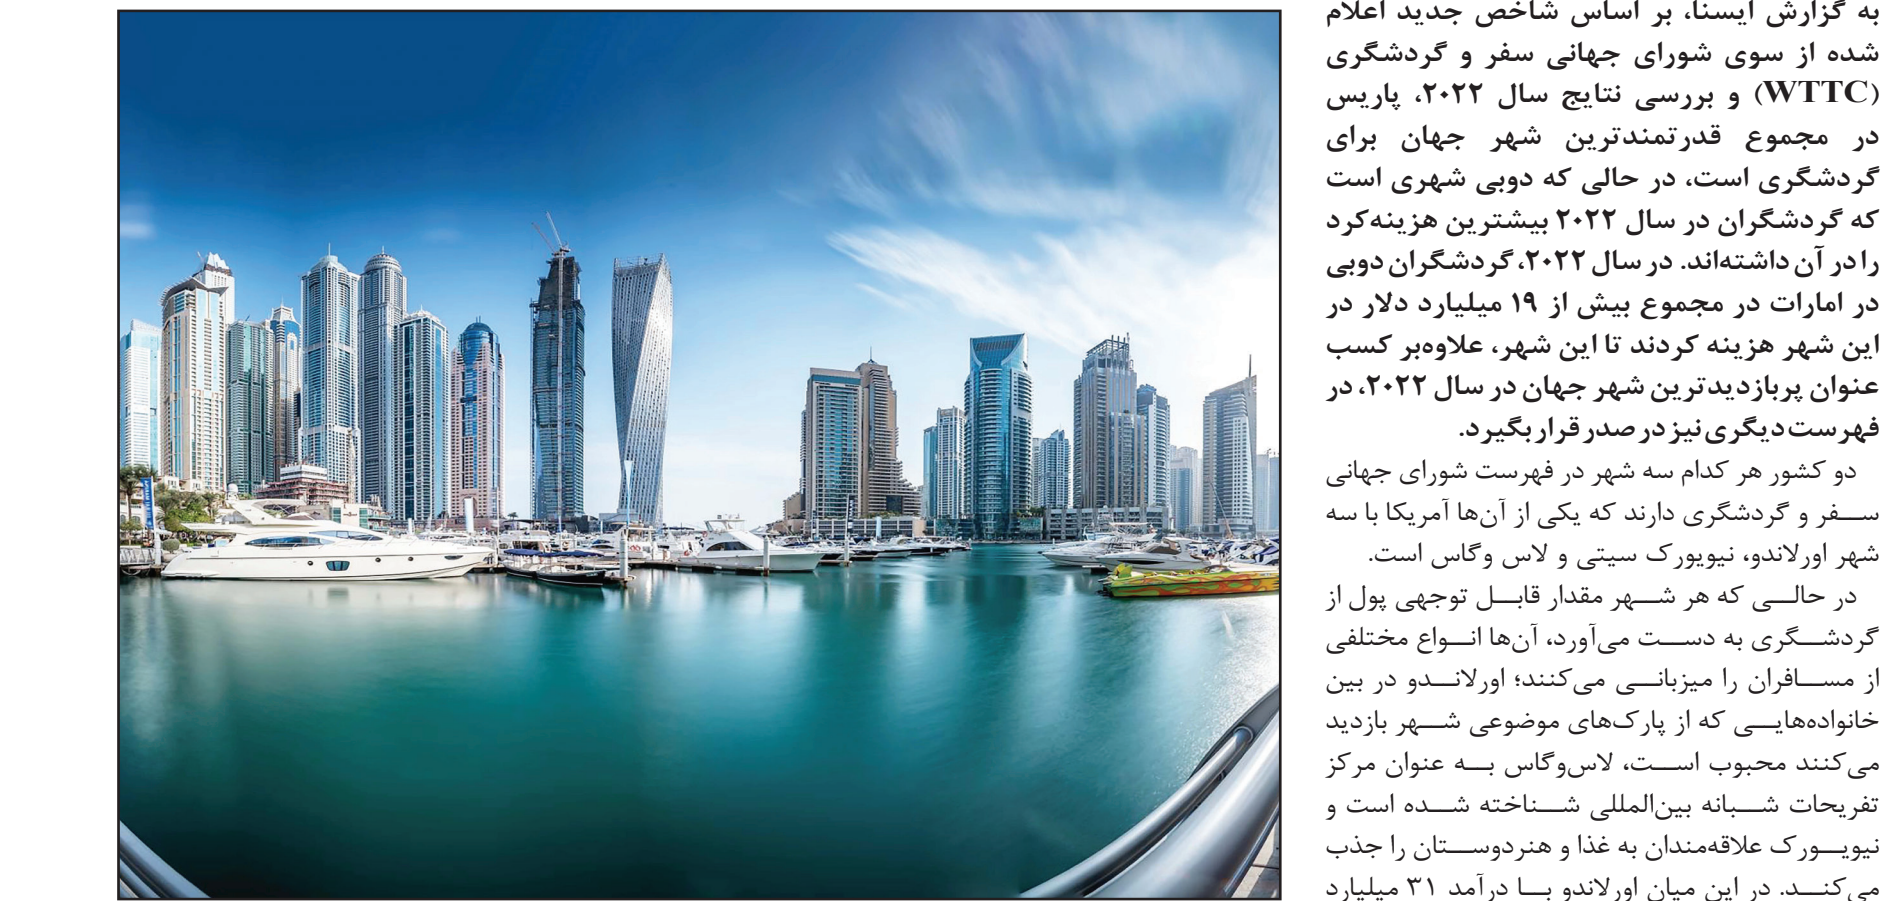 به گزارش ایسنا، بر اساس شاخص جدید اعلام
شده از سوی شورای جهانی سفر و گردشگری
(WTTC) و بررسی نتایج سال ۲۰۲۲، پاریس
در مجموع قدرتمندترین شهر جهان برای
گردشگری است، در حالی که دوبی شهری است
که گردشگران در سال ۲۰۲۲ بیشترین هزینه‌کرد
را در آن داشته‌اند. در سال ۲۰۲۲، گردشگران دوبی
در امارات در مجموع بیش از ۱۹ میلیارد دلار در
این شهر هزینه کردند تا این شهر، علاوه‌بر کسب
عنوان پربازدیدترین شهر جهان در سال ۲۰۲۲، در
فهرست دیگری نیز در صدر قرار بگیرد.
دو کشور هر کدام سه شهر در فهرست شورای جهانی
سفر و گردشگری دارند که یکی از آن‌ها آمریکا با سه
شهر اورلاندو، نیویورک سیتی و لاس وگاس است.
در حالی که هر شهر مقدار قابل توجهی پول از
گردشگری به دست می‌آورد، آن‌ها انواع مختلفی
از مسافران را میزبانی می‌کنند؛ اورلاندو در بین
خانواده‌هایی که از پارک‌های موضوعی شهر بازدید
می‌کنند محبوب است، لاس‌وگاس به عنوان مرکز
تفریحات شبانه بین‌المللی شناخته شده است و
نیویورک علاقه‌مندان به غذا و هنردوستان را جذب
می‌کند. در این میان اورلاندو با درآمد ۳۱ میلیارد